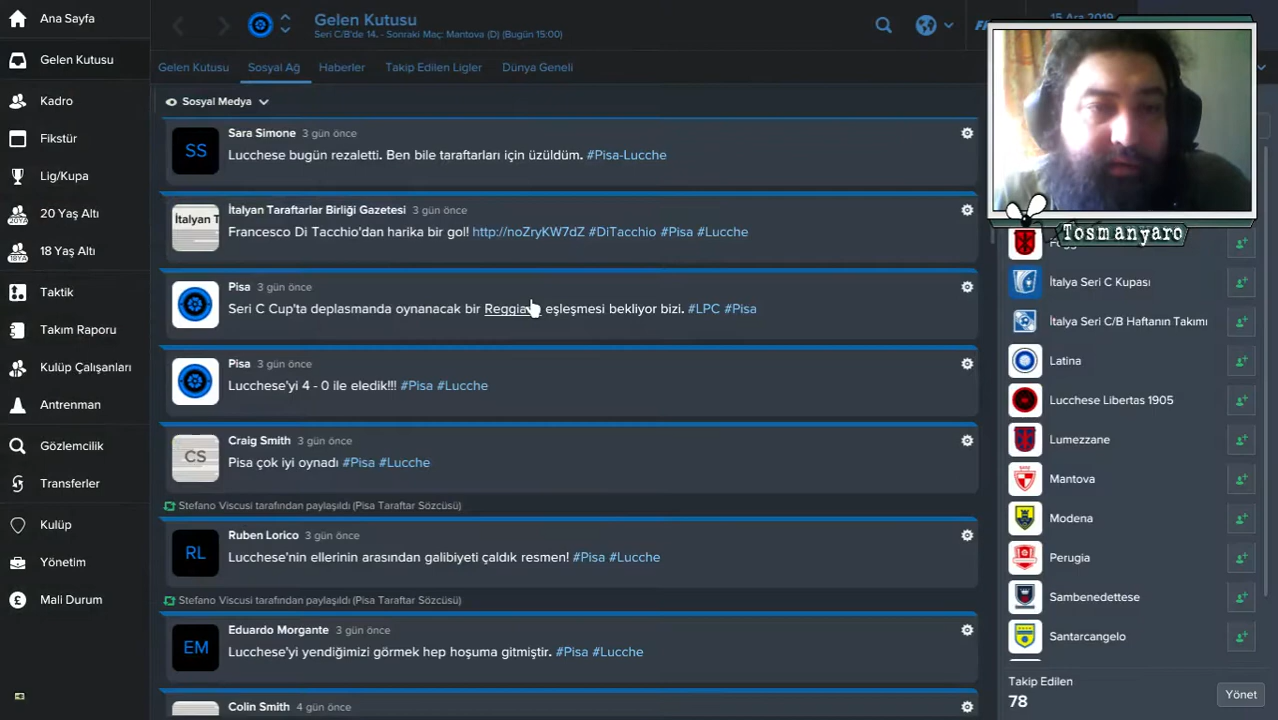 Ana Sayfa
Gelen Kutusu
Kadro
Fikstür
Lig/Kupa
20 Yaş Altı
18 Yaş Altı
Taktik
Takım Raporu
Kulüp Çalışanları
Antrenman
Gözlemcilik
Transferler
Kulüp
Yönetim
Mali Durum
Gelen Kutusu
Seri C/B'de 14. - Sonraki Maç: Mantova (D) (Bugün 15:00)
15 Ara 2019
Gelen Kutusu
Sosyal Ağ
Haberler
Takip Edilen Ligler
Dünya Geneli
Sosyal Medya
SS
Sara Simone 3 gün önce
Lucchese bugün rezaletti. Ben bile taraftarları için üzüldüm. #Pisa-Lucche
İtalyan T
İtalyan Taraftarlar Birliği Gazetesi 3 gün önce
Francesco Di Tacchio'dan harika bir gol! http://noZryKW7dZ #DiTacchio #Pisa #Lucche
Pisa 3 gün önce
Seri C Cup'ta deplasmanda oynanacak bir eşleşmesi bekliyor bizi. #LPC #Pisa
Pisa 3 gün önce
Lucchese'yi 4 - 0 ile eledik!!! #Pisa #Lucche
CS
Craig Smith 3 gün önce
Pisa çok iyi oynadı #Pisa #Lucche
Stefano Viscusi tarafından paylaşıldı (Pisa Taraftar Sözcüsü)
RL
Ruben Lorico 3 gün önce
Lucchese'nin ellerinin arasından galibiyeti çaldık resmen! #Pisa #Lucche
Stefano Viscusi tarafından paylaşıldı (Pisa Taraftar Sözcüsü)
EM
Eduardo Morgante 3 gün önce
Lucchese'yi yendiğimizi görmek hep hoşuma gitmiştir. #Pisa #Lucche
Colin Smith 4 gün önce
Tosmanyaro
İtalya Seri C Kupası
İtalya Seri C/B Haftanın Takımı
Latina
Lucchese Libertas 1905
Lumezzane
Mantova
Modena
Perugia
Sambenedettese
Santarcangelo
Takip Edilen
78
Yönet